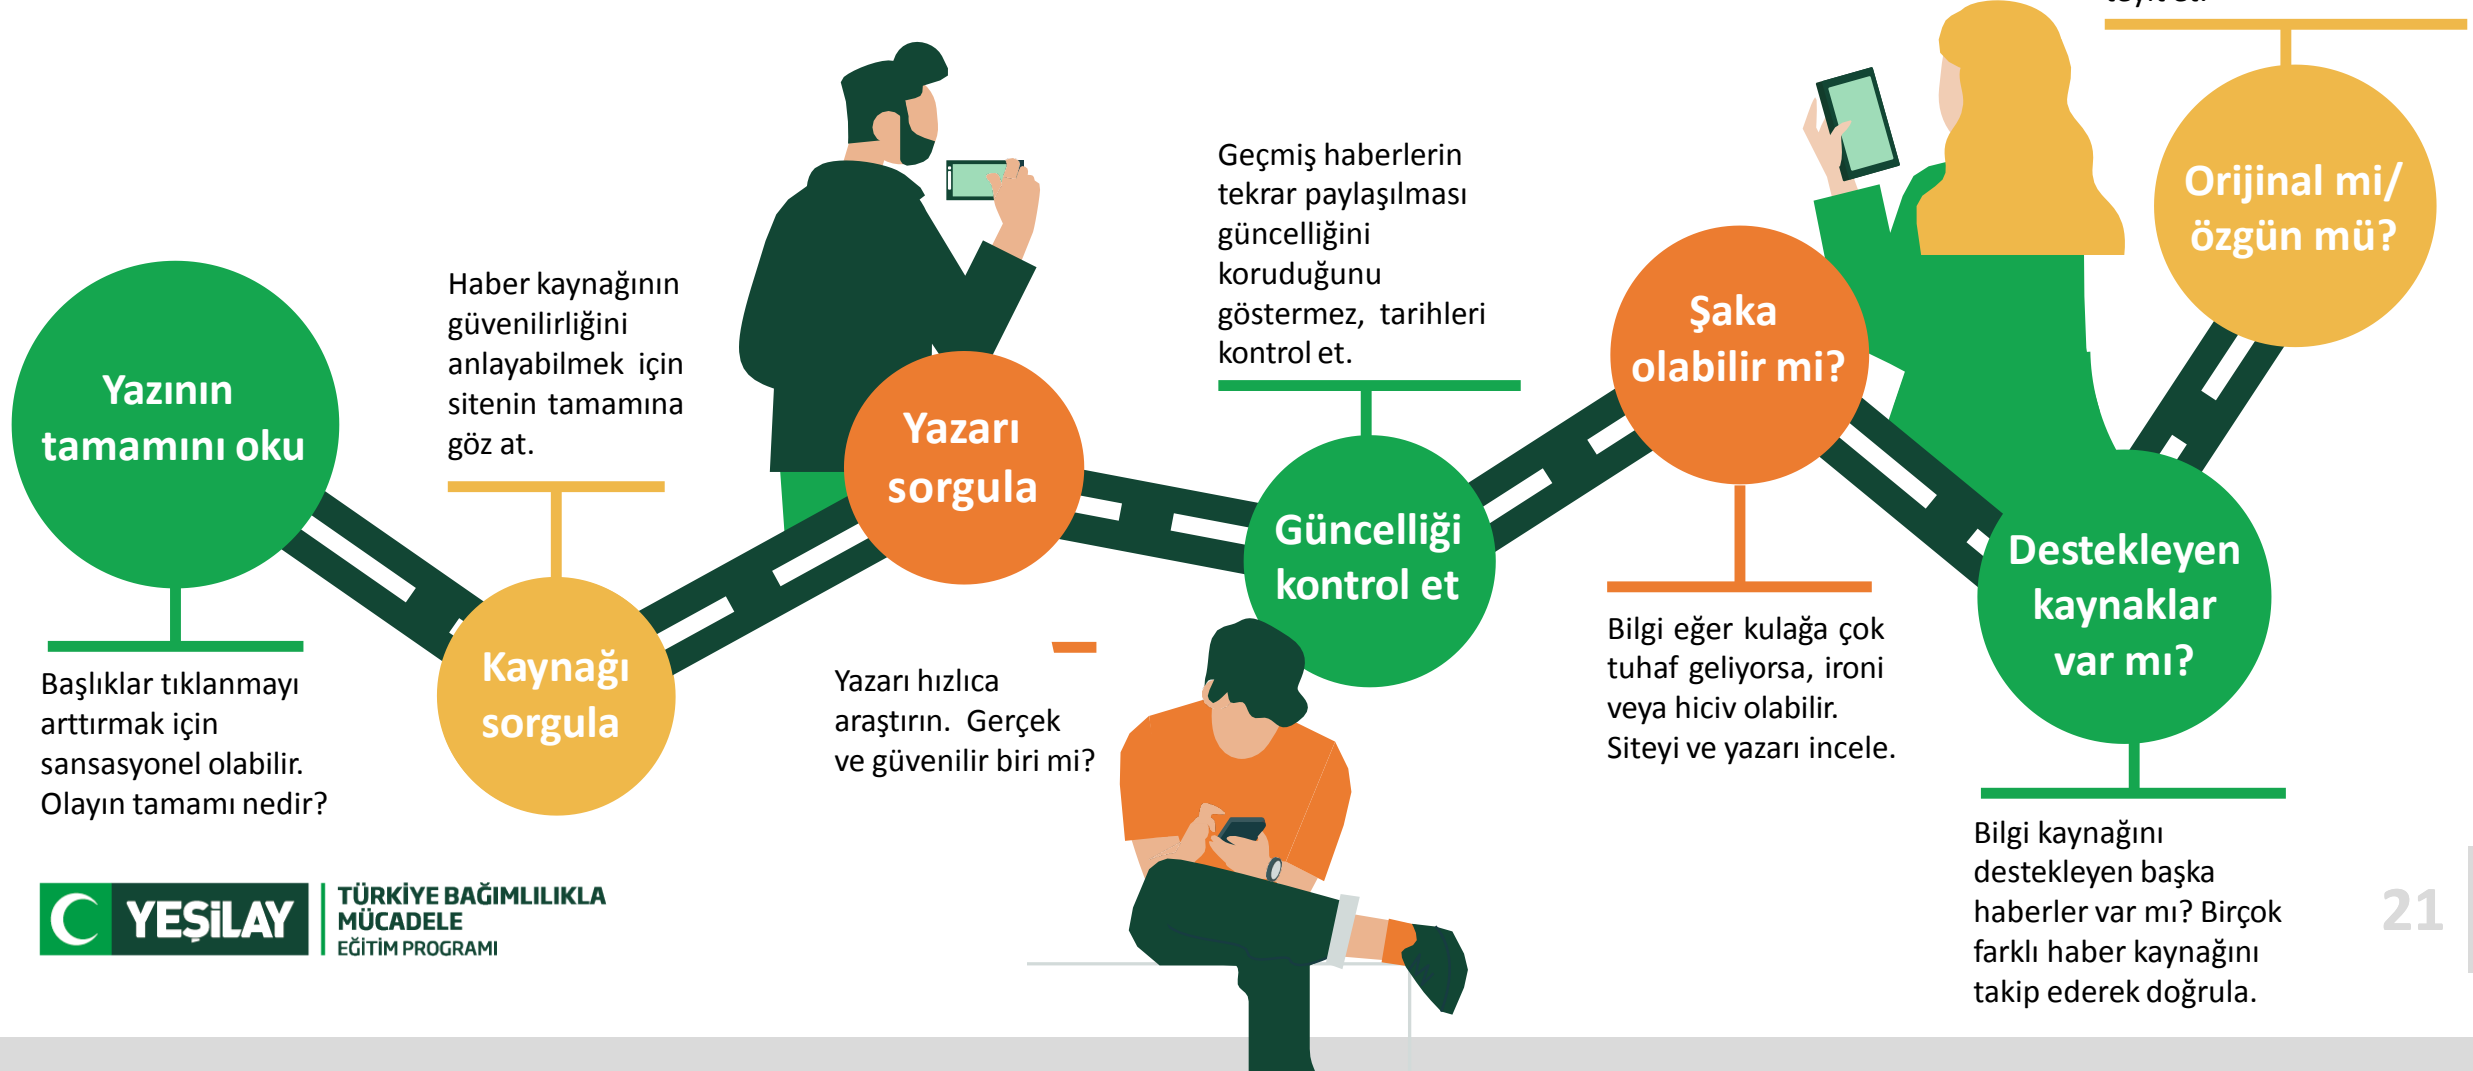 Yazının
tamamını oku
Başlıklar tıklanmayı
arttırmak için
sansasyonel olabilir.
Olayın tamamı nedir?
Haber kaynağının
güvenilirliğini
anlayabilmek için
sitenin tamamına
göz at.
Kaynağı
sorgula
Yazarı
sorgula
Yazarı hızlıca
araştırın. Gerçek
ve güvenilir biri mi?
Geçmiş haberlerin
tekrar paylaşılması
güncelliğini
koruduğunu
göstermez, tarihleri
kontrol et.
Güncelliği
kontrol et
Şaka
olabilir mi?
Bilgi eğer kulağa çok
tuhaf geliyorsa, ironi
veya hiciv olabilir.
Siteyi ve yazarı incele.
Destekleyen
kaynaklar
var mı?
Bilgi kaynağını
destekleyen başka
haberler var mı? Birçok
farklı haber kaynağını
takip ederek doğrula.
Orijinal mi/
özgün mü?
YEŞİLAY
TÜRKİYE BAĞIMLILIKLA
MÜCADELE
EĞİTİM PROGRAMI
21